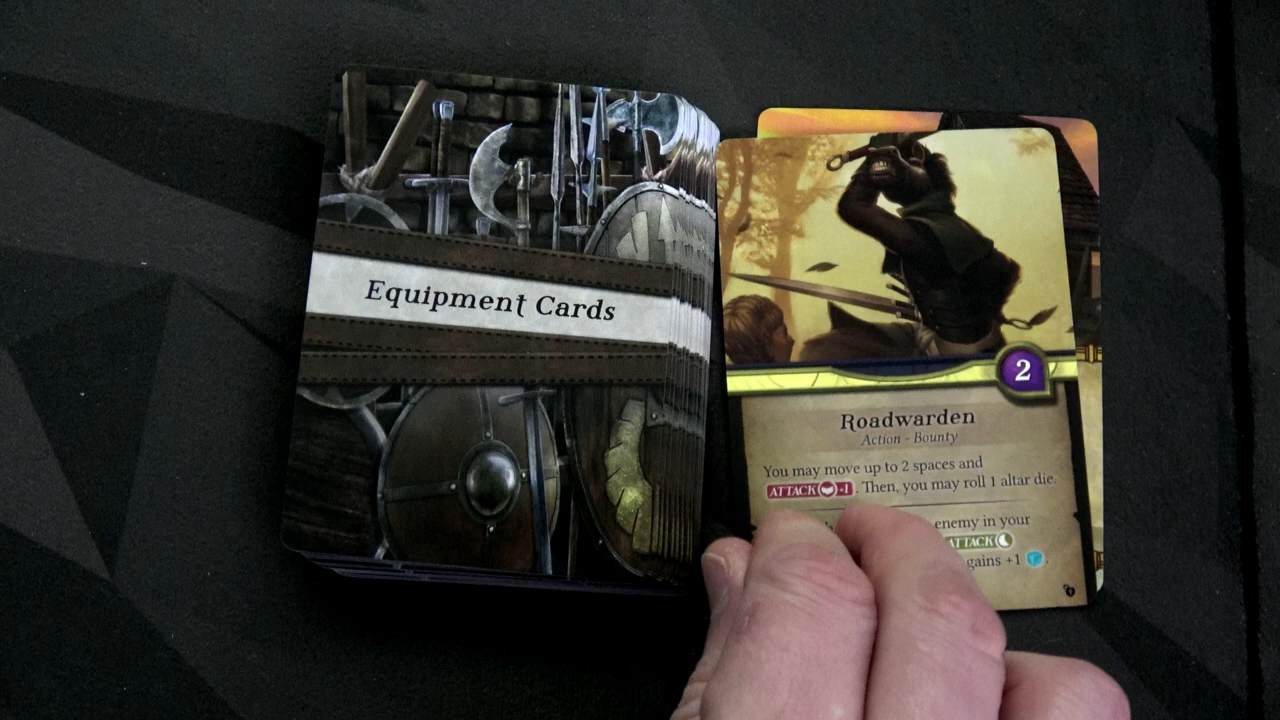 Equipment Cards
2
Roadwarden
Action - Bounty
You may move up to 2 spaces and
ATTACK +1. Then, you may roll 1 altar die.
enemy in your
ATTACK
gains +1 .